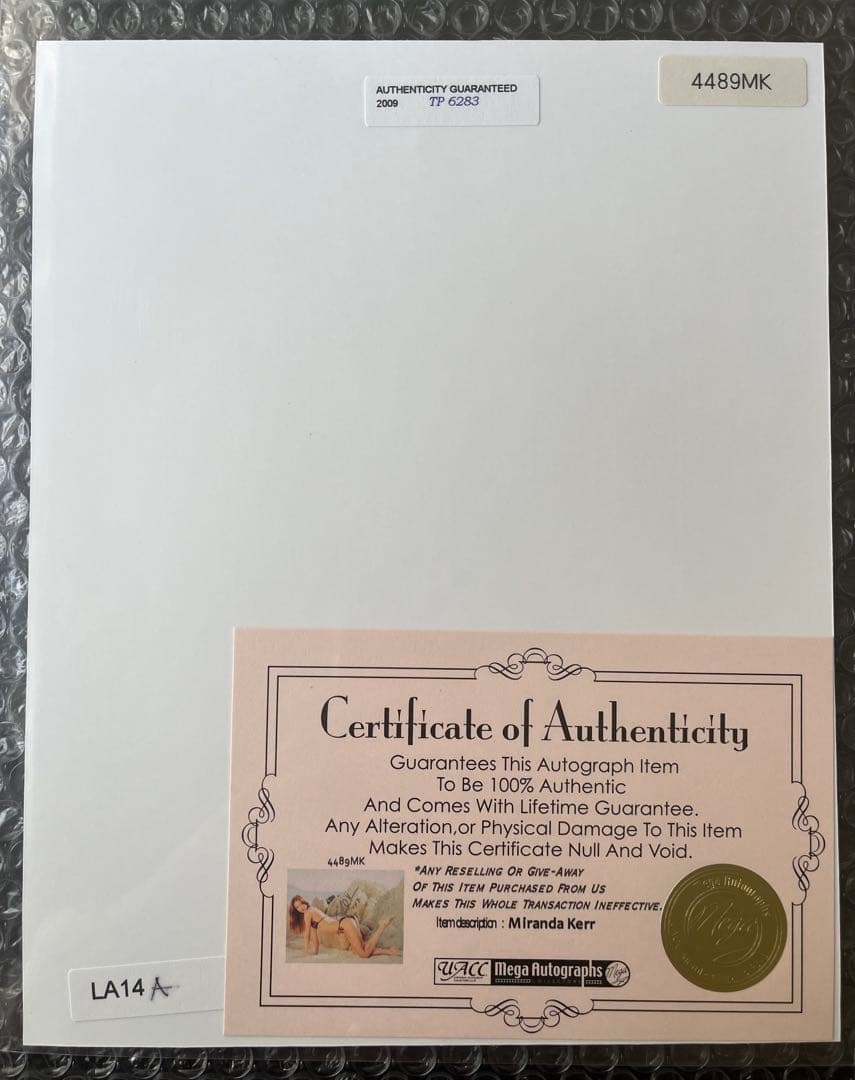 AUTHENTICITY GUARANTEED
2009 TP 6283
4489MK
Certificate of Authenticity
Guarantees This Autograph Item
To Be 100% Authentic
And Comes With Lifetime Guarantee.
Any Alteration,or Physical Damage To This Item
Makes This Certificate Null And Void.
4489MK
*ANY RESELLING OR GIVE-AWAY
OF THIS ITEM PURCHASED FROM US
MAKES THIS WHOLE TRANSACTION INEFFECTIVE.
Itemdescription : Miranda Kerr
UACC Mega Autographs
Mega
LA14 A